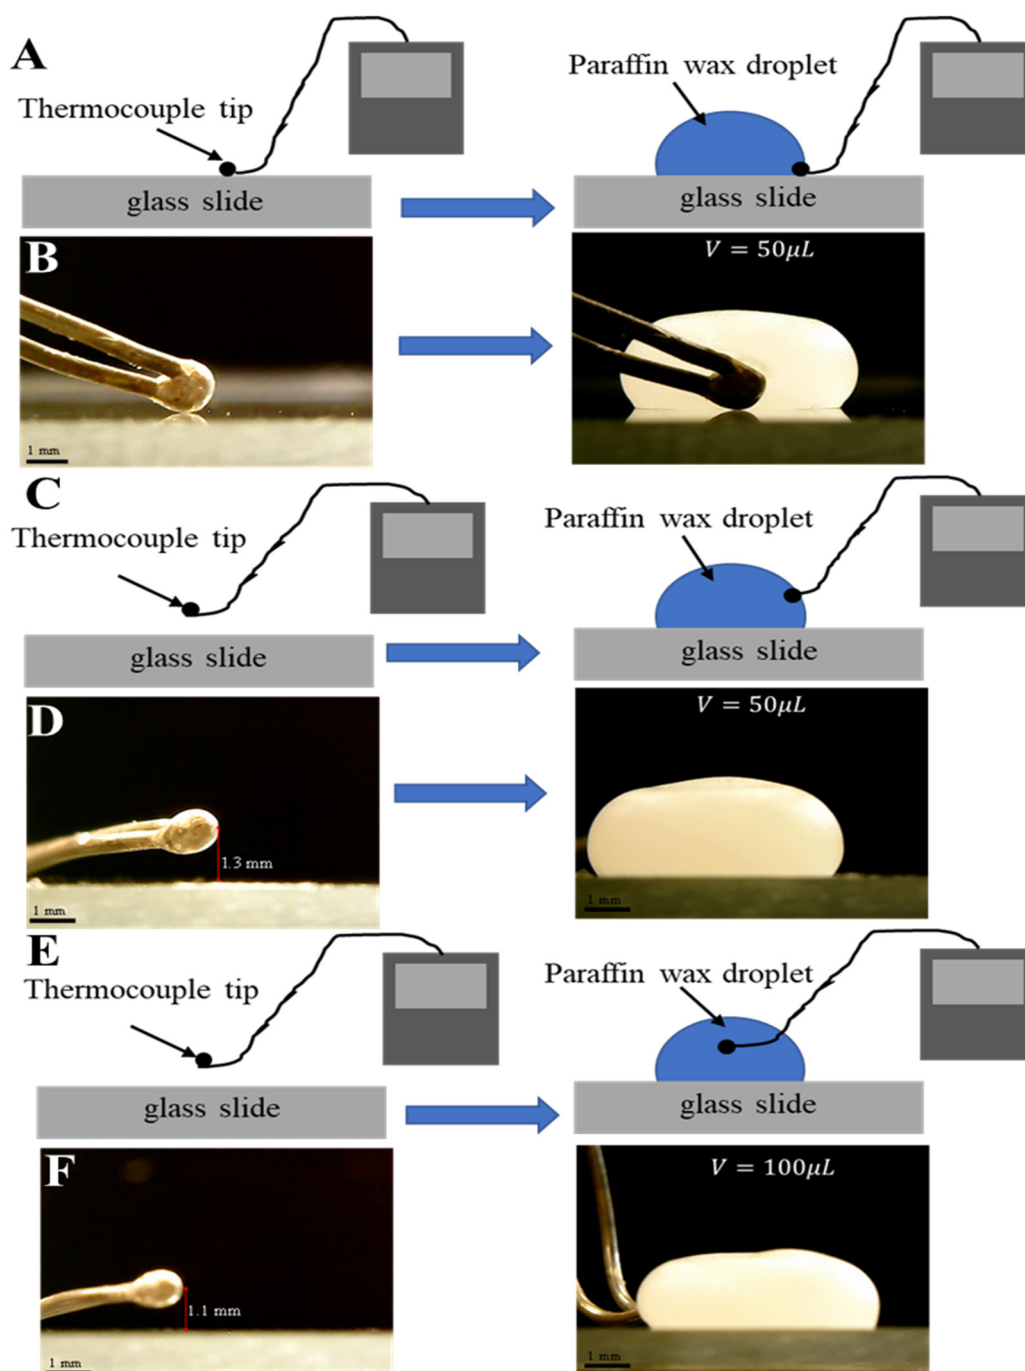 A
Thermocouple tip
glass slide
Paraffin wax droplet
glass slide
B
1 mm
V = 50μL
C
Thermocouple tip
glass slide
Paraffin wax droplet
glass slide
D
1.3 mm
1 mm
V = 50μL
1 mm
E
Thermocouple tip
glass slide
Paraffin wax droplet
glass slide
F
1.1 mm
1 mm
V = 100μL
1 mm